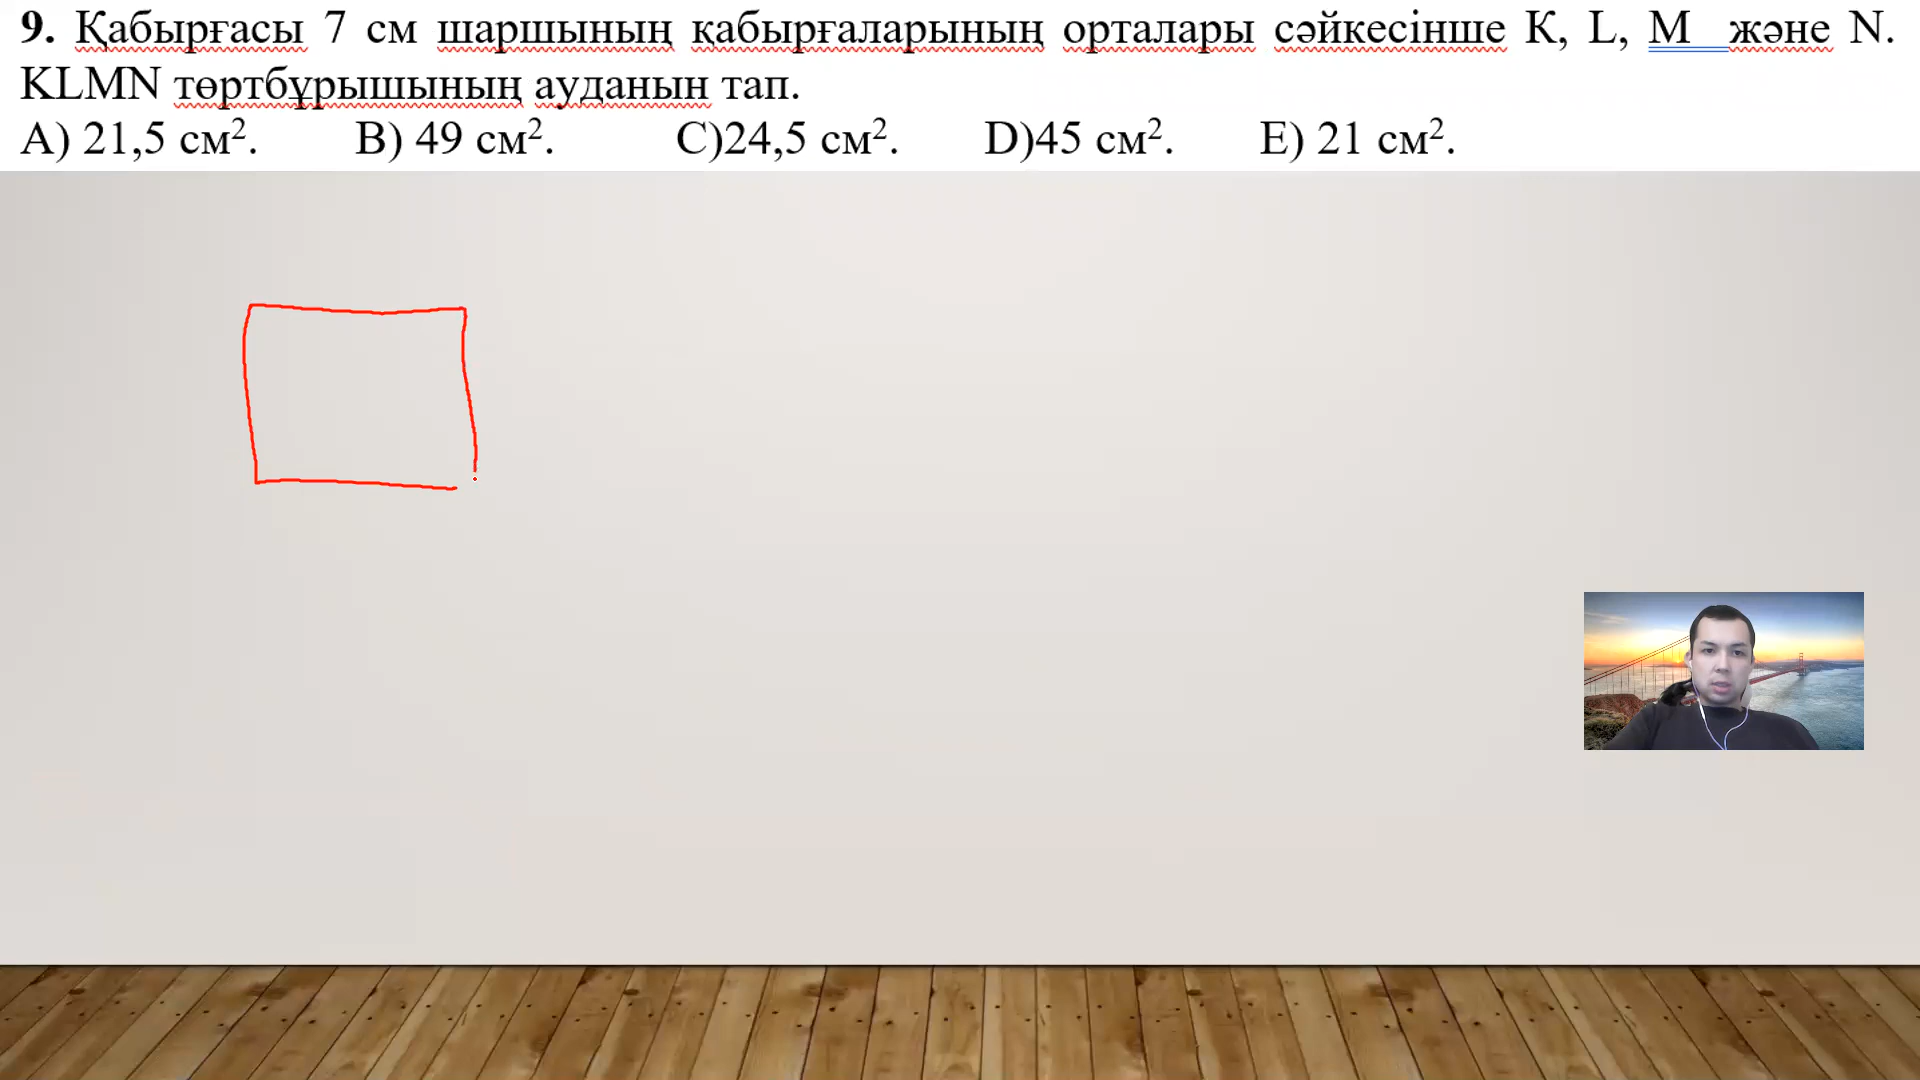 9. Қабырғасы 7 см шаршының қабырғаларының орталары сәйкесінше K, L, M және N.
KLMN төртбұрышының ауданын тап.
A) 21,5 см². B) 49 см². C)24,5 см². D)45 см². E) 21 см².